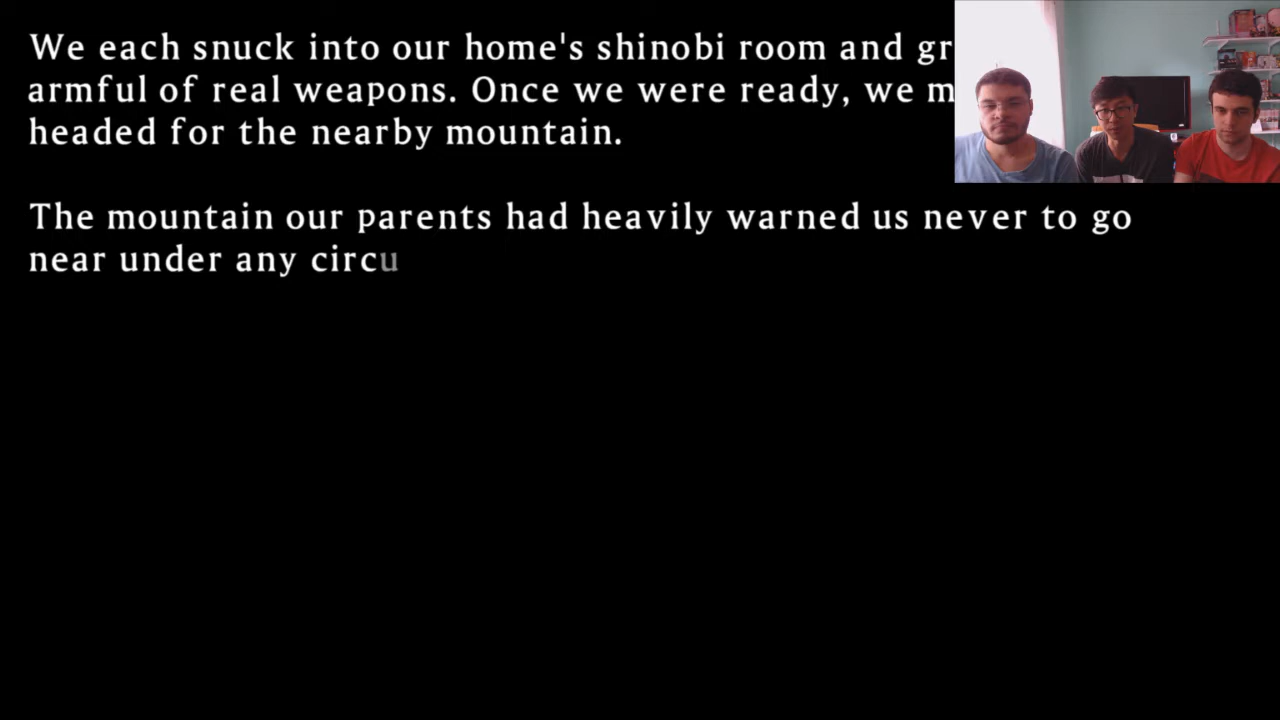 We each snuck into our home's shinobi room and
armful of real weapons. Once we were ready, we
headed for the nearby mountain.
The mountain our parents had heavily warned us never to go
near under any circu